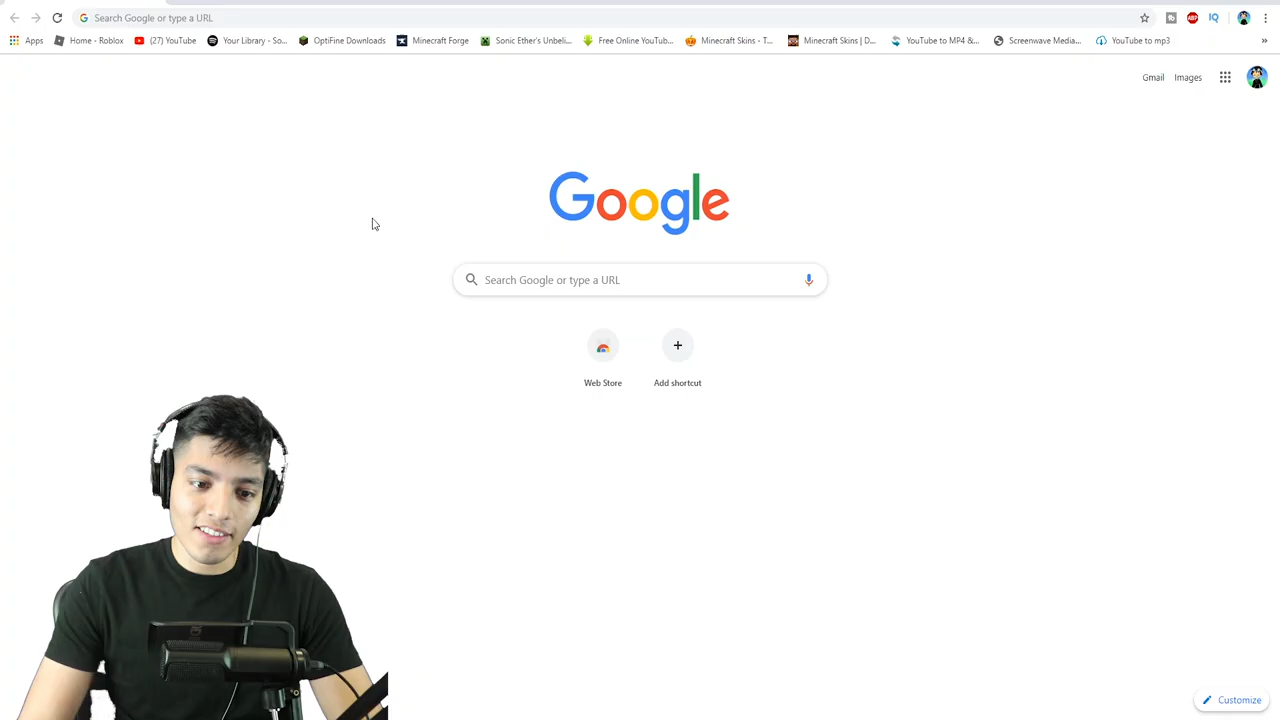 Search Google or type a URL
ABP
IQ
Apps
Home - Roblox
(27) YouTube
Your Library - So...
OptiFine Downloads
Minecraft Forge
Sonic Ether's Unbeli...
Free Online YouTub...
Minecraft Skins - T...
Minecraft Skins | D...
YouTube to MP4 &...
Screenwave Media...
YouTube to mp3
»
Gmail
Images
Google
Search Google or type a URL
Web Store
Add shortcut
Customize